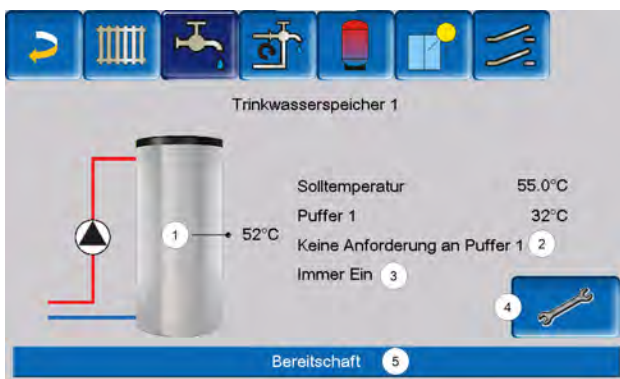 Trinkwasserspeicher 1
Solltemperatur 55.0°C
Puffer 1 32°C
1 52°C
Keine Anforderung an Puffer 1 2
Immer Ein 3
4
Bereitschaft 5